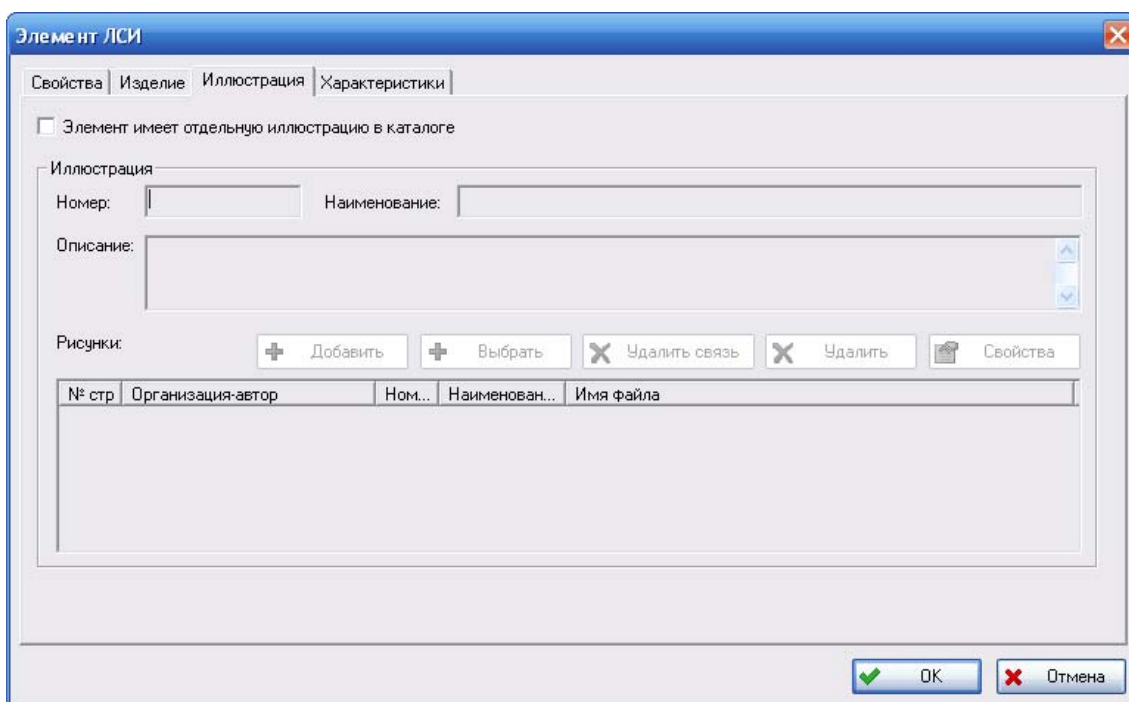 Элемент ЛСИ
Свойства Изделие Иллюстрация Характеристики
Элемент имеет отдельную иллюстрацию в каталоге
Иллюстрация
Номер: Наименование:
Описание:
Рисунки: Добавить Выбрать Удалить связь Удалить Свойства
№ стр Организация-автор Ном... Наименован... Имя файла
OK Отмена